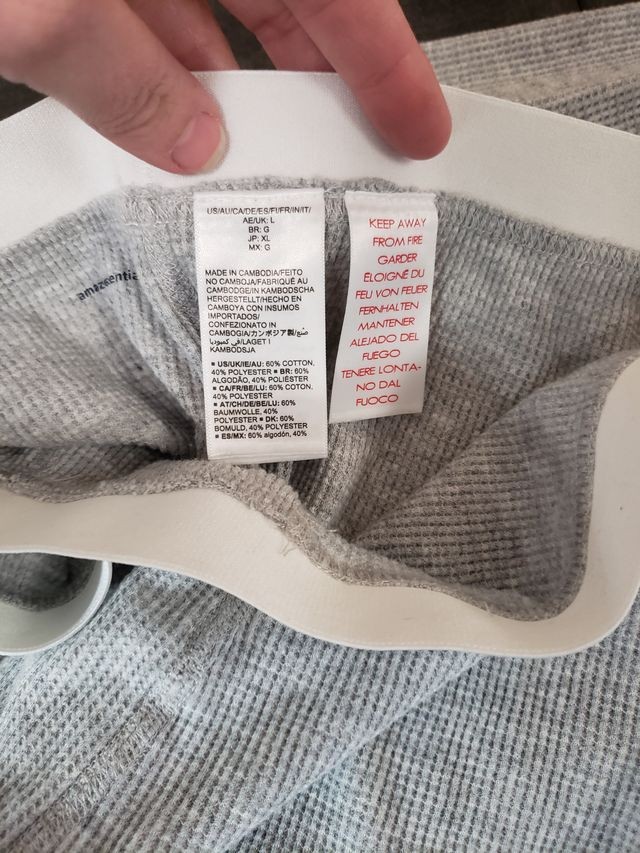 US/AU/CA/DE/ES/FI/FR/IN/IT/
AE/UK: L
BR: G
JP: XL
MX: G
MADE IN CAMBODIA/FEITO
NO CAMBOJA/FABRIQUÉ AU
CAMBODGE/IN KAMBODSCHA
HERGESTELLT/HECHO EN
CAMBOYA CON INSUMOS
IMPORTADOS/
CONFEZIONATO IN
CAMBOGIA/カンボジア製/صُنع
في كمبوديا/LAGET I
KAMBODSJA
▪ US/UK/IE/AU: 60% COTTON,
40% POLYESTER ▪ BR: 60%
ALGODÃO, 40% POLIÉSTER
▪ CA/FR/BE/LU: 60% COTON,
40% POLYESTER
▪ AT/CH/DE/BE/LU: 60%
BAUMWOLLE, 40%
POLYESTER ▪ DK: 60%
BOMULD, 40% POLYESTER
▪ ES/MX: 60% algodón, 40%
KEEP AWAY
FROM FIRE
GARDER
ÉLOIGNÉ DU
FEU VON FEUER
FERNHALTEN
MANTENER
ALEJADO DEL
FUEGO
TENERE LONTA-
NO DAL
FUOCO